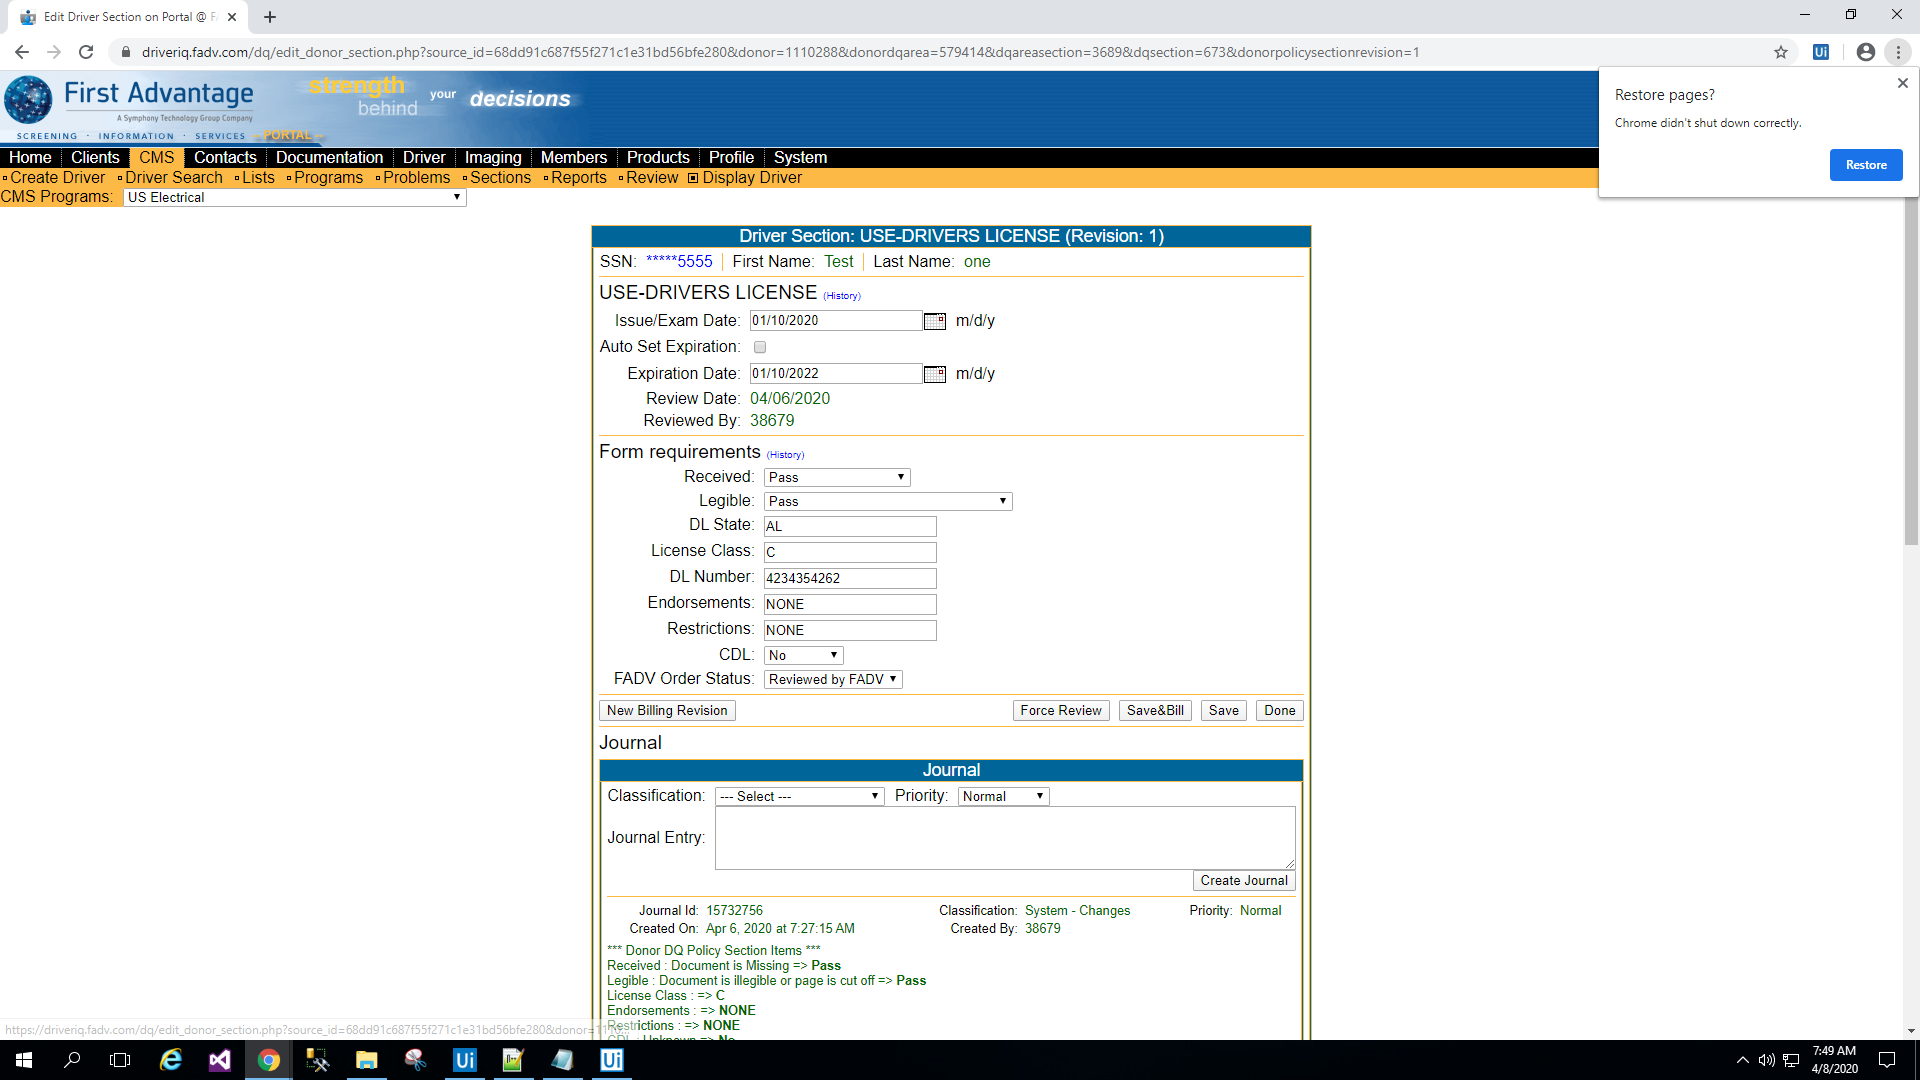 Edit Driver Section on Portal @ F
driveriq.fadv.com/dq/edit_donor_section.php?source_id=68dd91c687f55f271c1e31bd56bfe280&donor=1110288&donordqarea=579414&dqareasection=3689&dqsection=673&donorpolicysectionrevision=1
Ui
First Advantage
A Symphony Technology Group Company
SCREENING · INFORMATION · SERVICES
PORTAL
strength
behind
your
decisions
Restore pages?
Chrome didn't shut down correctly.
Restore
Home Clients CMS Contacts Documentation Driver Imaging Members Products Profile System
Create Driver Driver Search Lists Programs Problems Sections Reports Review Display Driver
CMS Programs: US Electrical
Driver Section: USE-DRIVERS LICENSE (Revision: 1)
SSN: *****5555 First Name: Test Last Name: one
USE-DRIVERS LICENSE (History)
Issue/Exam Date: 01/10/2020 m/d/y
Auto Set Expiration:
Expiration Date: 01/10/2022 m/d/y
Review Date: 04/06/2020
Reviewed By: 38679
Form requirements (History)
Received: Pass
Legible: Pass
DL State: AL
License Class: C
DL Number: 4234354262
Endorsements: NONE
Restrictions: NONE
CDL: No
FADV Order Status: Reviewed by FADV
New Billing Revision Force Review Save&Bill Save Done
Journal
Journal
Classification: --- Select --- Priority: Normal
Journal Entry:
Create Journal
Journal Id: 15732756 Classification: System - Changes Priority: Normal
Created On: Apr 6, 2020 at 7:27:15 AM Created By: 38679
*** Donor DQ Policy Section Items ***
Received : Document is Missing => Pass
Legible : Document is illegible or page is cut off => Pass
License Class : => C
Endorsements : => NONE
Restrictions : => NONE
CDL : Unknown => No
https://driveriq.fadv.com/dq/edit_donor_section.php?source_id=68dd91c687f55f271c1e31bd56bfe280&donor=1110...
Ui
Ui
7:49 AM
4/8/2020